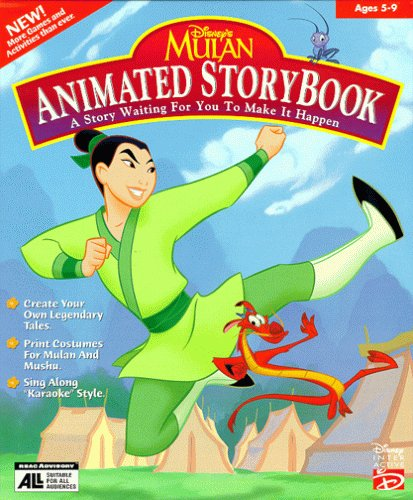 NEW!
More Games and
Activities than ever.
Ages 5-9
Disney's
MULAN
ANIMATED STORYBOOK
A Story Waiting For You To Make It Happen
Create Your
Own Legendary
Tales.
Print Costumes
For Mulan And
Mushu.
Sing Along
"Karaoke" Style.
RSAC ADVISORY
ALL
SUITABLE
FOR ALL
AUDIENCES
Disney
INTER
ACTIVE
D